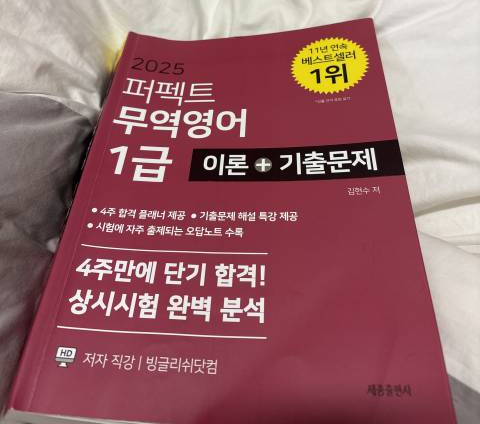 2025
퍼펙트
무역영어
1급
이론 + 기출문제
11년 연속
베스트셀러
1위
김현수 저
• 4주 합격 플래너 제공 • 기출문제 해설 특강 제공
• 시험에 자주 출제되는 오답노트 수록
4주만에 단기 합격!
상시시험 완벽 분석
HD
저자 직강 | 빙글리쉬닷컴
세종출판사